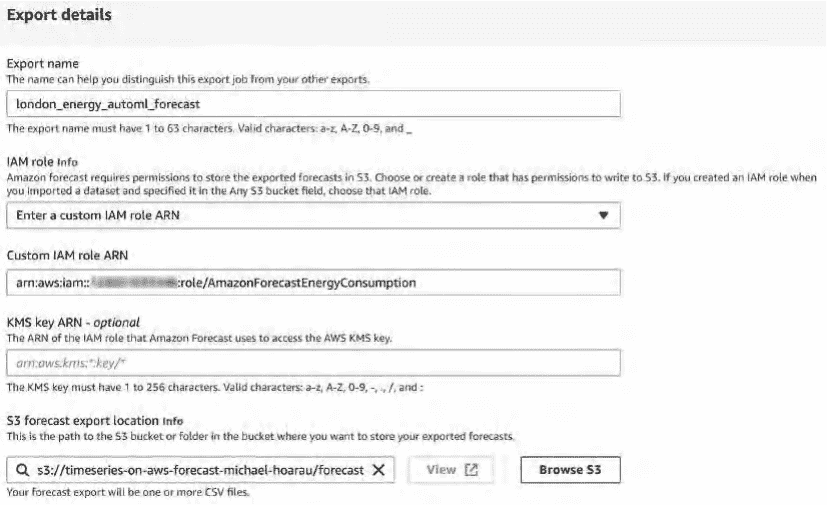 Export details
Export name
The name can help you distinguish this export job from your other exports.
london_energy_automl_forecast
The export name must have 1 to 63 characters. Valid characters: a-z, A-Z, 0-9, and _
IAM role Info
Amazon forecast requires permissions to store the exported forecasts in S3. Choose or create a role that has permissions to write to S3. If you created an IAM role when
you imported a dataset and specified it in the Any S3 bucket field, choose that IAM role.
Enter a custom IAM role ARN
Custom IAM role ARN
arn:aws:iam:: :role/AmazonForecastEnergyConsumption
KMS key ARN - optional
The ARN of the IAM role that Amazon Forecast uses to access the AWS KMS key.
arn:aws:kms:*:key/*
The KMS key must have 1 to 256 characters. Valid characters: a-z, A-Z, 0-9, -, ., /, and :
S3 forecast export location Info
This is the path to the S3 bucket or folder in the bucket where you want to store your exported forecasts.
s3://timeseries-on-aws-forecast-michael-hoarau/forecast View Browse S3
Your forecast export will be one or more CSV files.